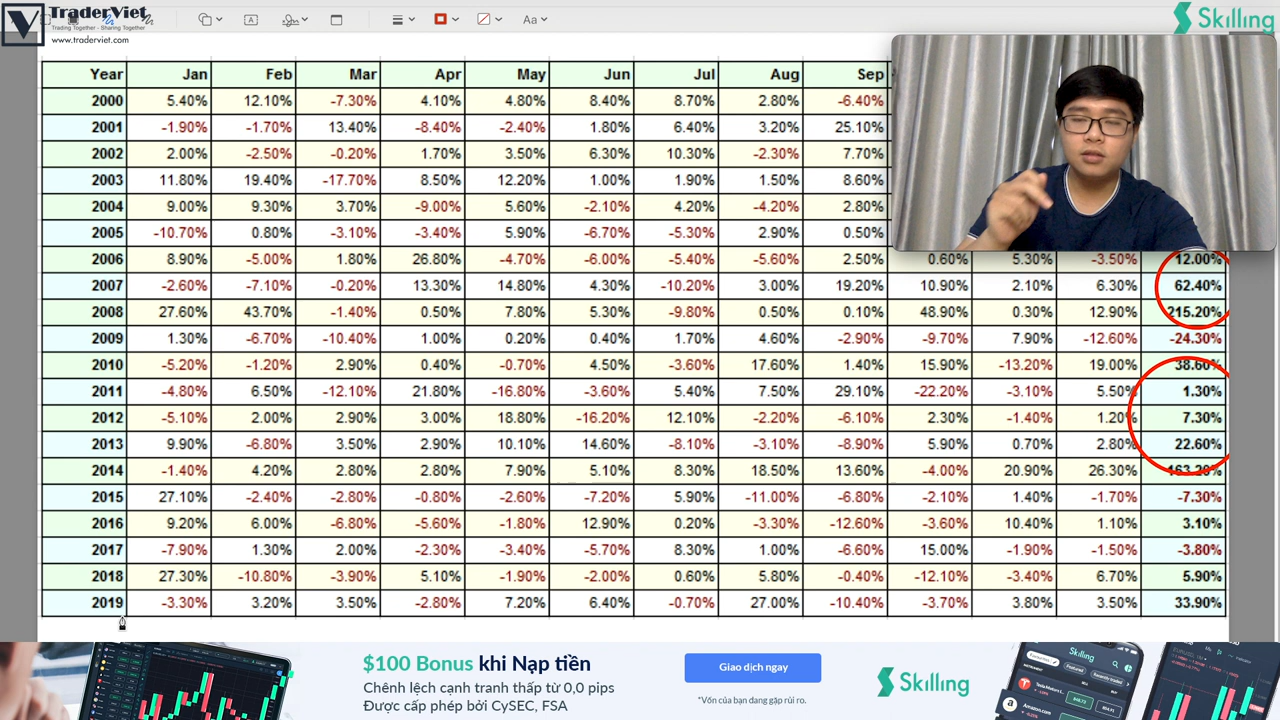 TraderViet
Trading Together - Sharing Together
www.traderviet.com
Aa
Skilling
Year Jan Feb Mar Apr May Jun Jul Aug Sep
2000 5.40% 12.10% -7.30% 4.10% 4.80% 8.40% 8.70% 2.80% -6.40%
2001 -1.90% -1.70% 13.40% -8.40% -2.40% 1.80% 6.40% 3.20% 25.10%
2002 2.00% -2.50% -0.20% 1.70% 3.50% 6.30% 10.30% -2.30% 7.70%
2003 11.80% 19.40% -17.70% 8.50% 12.20% 1.00% 1.90% 1.50% 8.60%
2004 9.00% 9.30% 3.70% -9.00% 5.60% -2.10% 4.20% -4.20% 2.80%
2005 -10.70% 0.80% -3.10% -3.40% 5.90% -6.70% -5.30% 2.90% 0.50%
2006 8.90% -5.00% 1.80% 26.80% -4.70% -6.00% -5.40% -5.60% 2.50% 0.60% 5.30% -3.50% 12.00%
2007 -2.60% -7.10% -0.20% 13.30% 14.80% 4.30% -10.20% 3.00% 19.20% 10.90% 2.10% 6.30% 62.40%
2008 27.60% 43.70% -1.40% 0.50% 7.80% 5.30% -9.80% 0.50% 0.10% 48.90% 0.30% 12.90% 215.20%
2009 1.30% -6.70% -10.40% 1.00% 0.20% 0.40% 1.70% 4.60% -2.90% -9.70% 7.90% -12.60% -24.30%
2010 -5.20% -1.20% 2.90% 0.40% -0.70% 4.50% -3.60% 17.60% 1.40% 15.90% -13.20% 19.00% 38.60%
2011 -4.80% 6.50% -12.10% 21.80% -16.80% -3.60% 5.40% 7.50% 29.10% -22.20% -3.10% 5.50% 1.30%
2012 -5.10% 2.00% 2.90% 3.00% 18.80% -16.20% 12.10% -2.20% -6.10% 2.30% -1.40% 1.20% 7.30%
2013 9.90% -6.80% 3.50% 2.90% 10.10% 14.60% -8.10% -3.10% -8.90% 5.90% 0.70% 2.80% 22.60%
2014 -1.40% 4.20% 2.80% 2.80% 7.90% 5.10% 8.30% 18.50% 13.60% -4.00% 20.90% 26.30% 163.20%
2015 27.10% -2.40% -2.80% -0.80% -2.60% -7.20% 5.90% -11.00% -6.80% -2.10% 1.40% -1.70% -7.30%
2016 9.20% 6.00% -6.80% -5.60% -1.80% 12.90% 0.20% -3.30% -12.60% -3.60% 10.40% 1.10% 3.10%
2017 -7.90% 1.30% 2.00% -2.30% -3.40% -5.70% 8.30% 1.00% -6.60% 15.00% -1.90% -1.50% -3.80%
2018 27.30% -10.80% -3.90% 5.10% -1.90% -2.00% 0.60% 5.80% -0.40% -12.10% -3.40% 6.70% 5.90%
2019 -3.30% 3.20% 3.50% -2.80% 7.20% 6.40% -0.70% 27.00% -10.40% -3.70% 3.80% 3.50% 33.90%
$100 Bonus khi Nạp tiền
Chênh lệch cạnh tranh thấp từ 0,0 pips
Được cấp phép bởi CySEC, FSA
Giao dịch ngay
*Vốn của bạn đang gặp rủi ro.
Skilling
Skilling